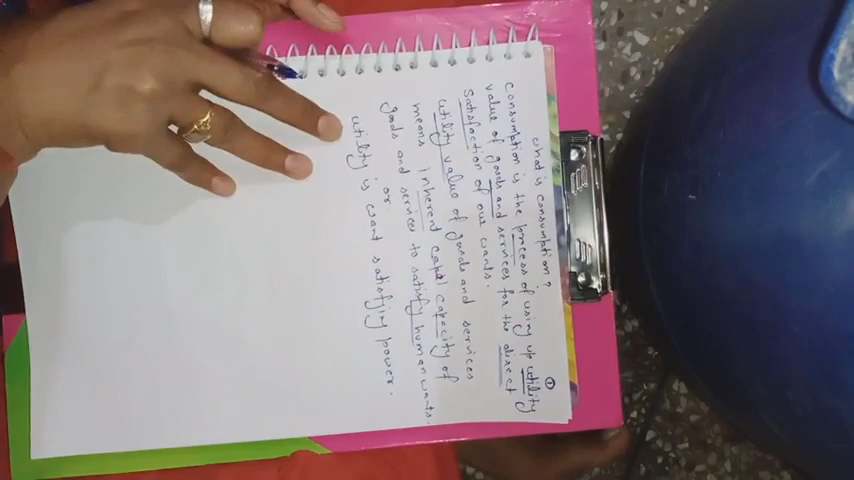 ①
what is consumption?
consumption is the process of using up utility
value of goods and services for the direct
satisfaction of our wants.
utility value of goods and services
means inherent capa capacity of
goods and services to satisfy human wants.
or
utility is want satisfying power.